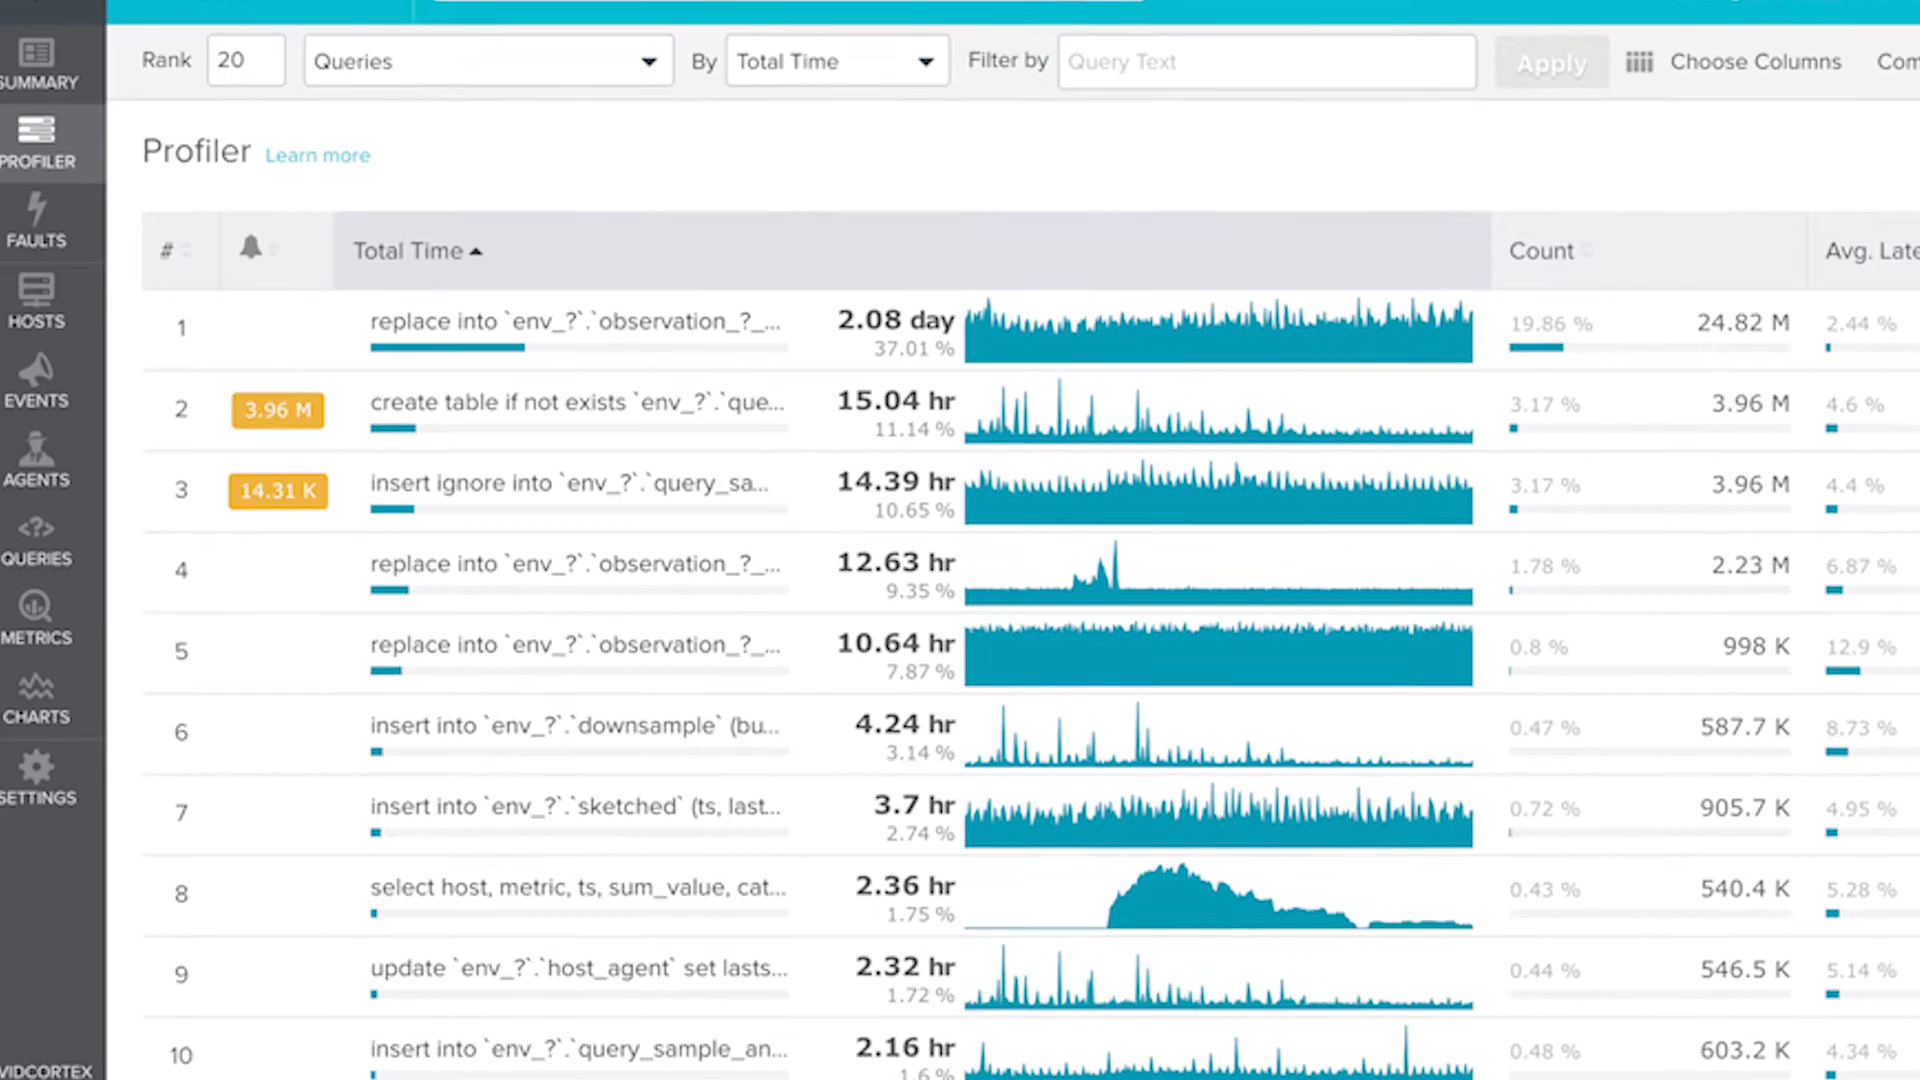 Rank 20 Queries By Total Time Filter by Query Text Apply Choose Columns Com
SUMMARY
PROFILER
FAULTS
HOSTS
EVENTS
AGENTS
QUERIES
METRICS
CHARTS
SETTINGS
VIDCORTEX
Profiler Learn more
# Total Time Count Avg. Late
1 replace into `env_?`.`observation_?_... 2.08 day 37.01 % 19.86 % 24.82 M 2.44 %
2 3.96 M create table if not exists `env_?`.`que... 15.04 hr 11.14 % 3.17 % 3.96 M 4.6 %
3 14.31 K insert ignore into `env_?`.`query_sa... 14.39 hr 10.65 % 3.17 % 3.96 M 4.4 %
4 replace into `env_?`.`observation_?_... 12.63 hr 9.35 % 1.78 % 2.23 M 6.87 %
5 replace into `env_?`.`observation_?_... 10.64 hr 7.87 % 0.8 % 998 K 12.9 %
6 insert into `env_?`.`downsample` (bu... 4.24 hr 3.14 % 0.47 % 587.7 K 8.73 %
7 insert into `env_?`.`sketched` (ts, last... 3.7 hr 2.74 % 0.72 % 905.7 K 4.95 %
8 select host, metric, ts, sum_value, cat... 2.36 hr 1.75 % 0.43 % 540.4 K 5.28 %
9 update `env_?`.`host_agent` set lasts... 2.32 hr 1.72 % 0.44 % 546.5 K 5.14 %
10 insert into `env_?`.`query_sample_an... 2.16 hr 1.6 % 0.48 % 603.2 K 4.34 %